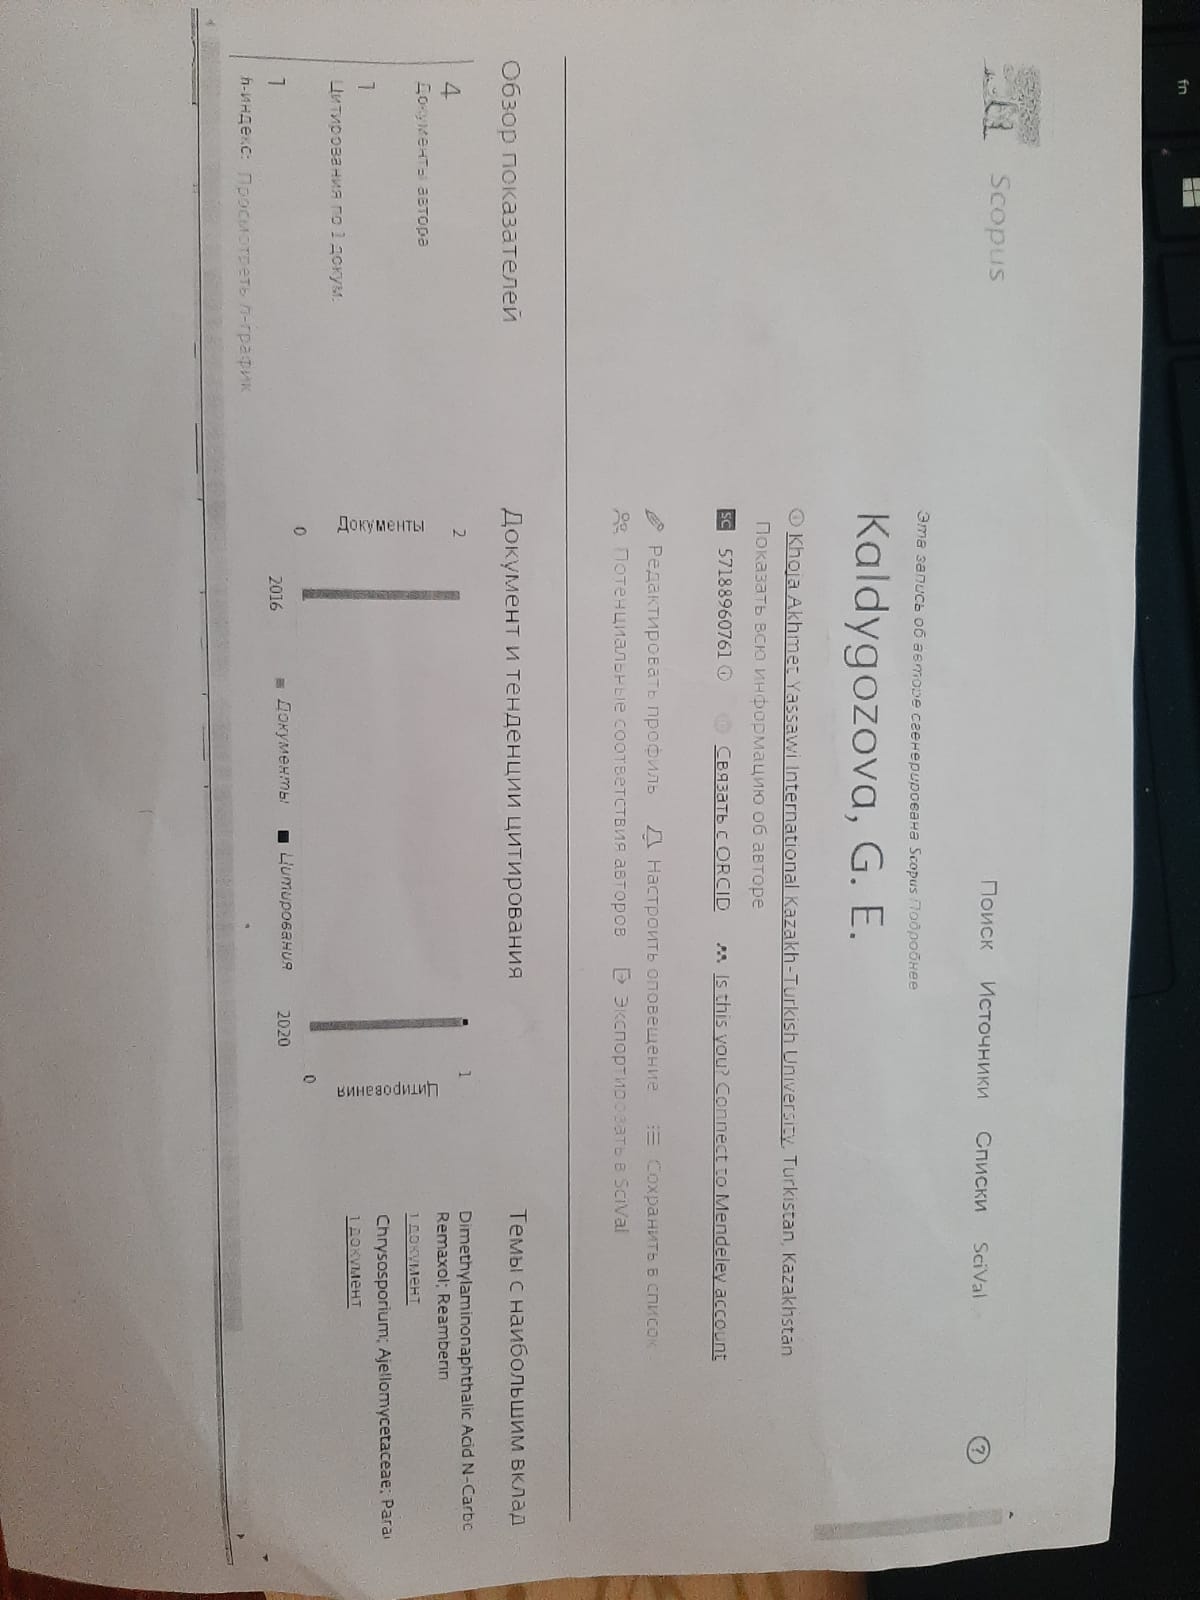 fn
Scopus
Поиск Источники Списки SciVal
Эта запись об авторе сгенерирована Scopus Подробнее
Kaldygozova, G. E.
Khoja Akhmet Yassawi International Kazakh-Turkish University, Turkistan, Kazakhstan
Показать всю информацию об авторе
SC 57188960761 Связать с ORCID Is this you? Connect to Mendeley account
Редактировать профиль Настроить оповещение Сохранить в список
Потенциальные соответствия авторов Экспортировать в SciVal
Обзор показателей
4
Документы автора
1
Цитирования по 1 докум.
1
h-индекс: Просмотреть h-график
Документ и тенденции цитирования
2
Документы
0
2016
Документы Цитирования
2020
1
Цитирования
0
Темы с наибольшим вклад
Dimethylaminonaphthalic Acid N-Carbo
Remaxol; Reamberin
1 документ
Chrysosporium; Ajellomycetaceae; Para
1 документ